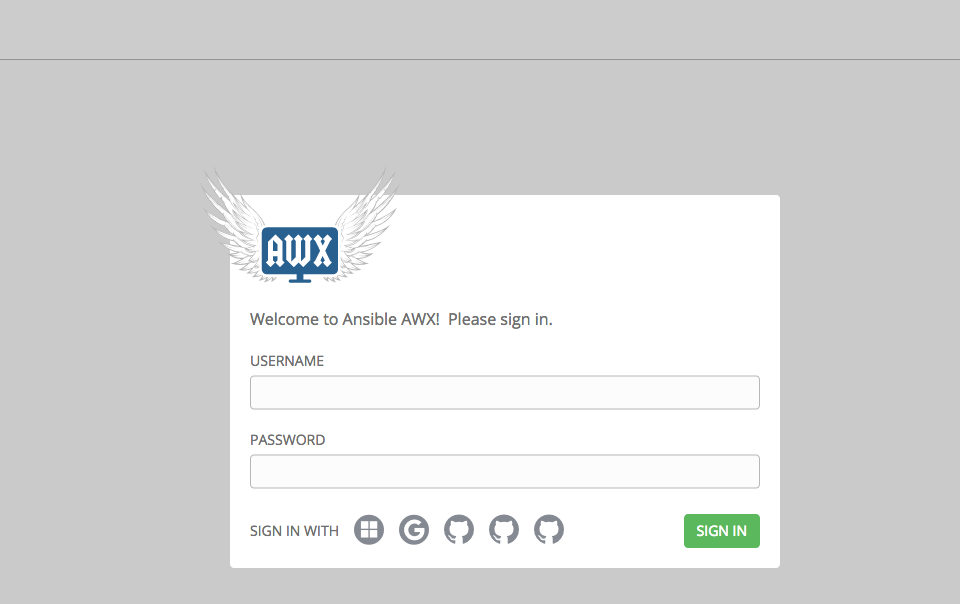 AWX
Welcome to Ansible AWX!  Please sign in.
USERNAME
PASSWORD
SIGN IN WITH
SIGN IN